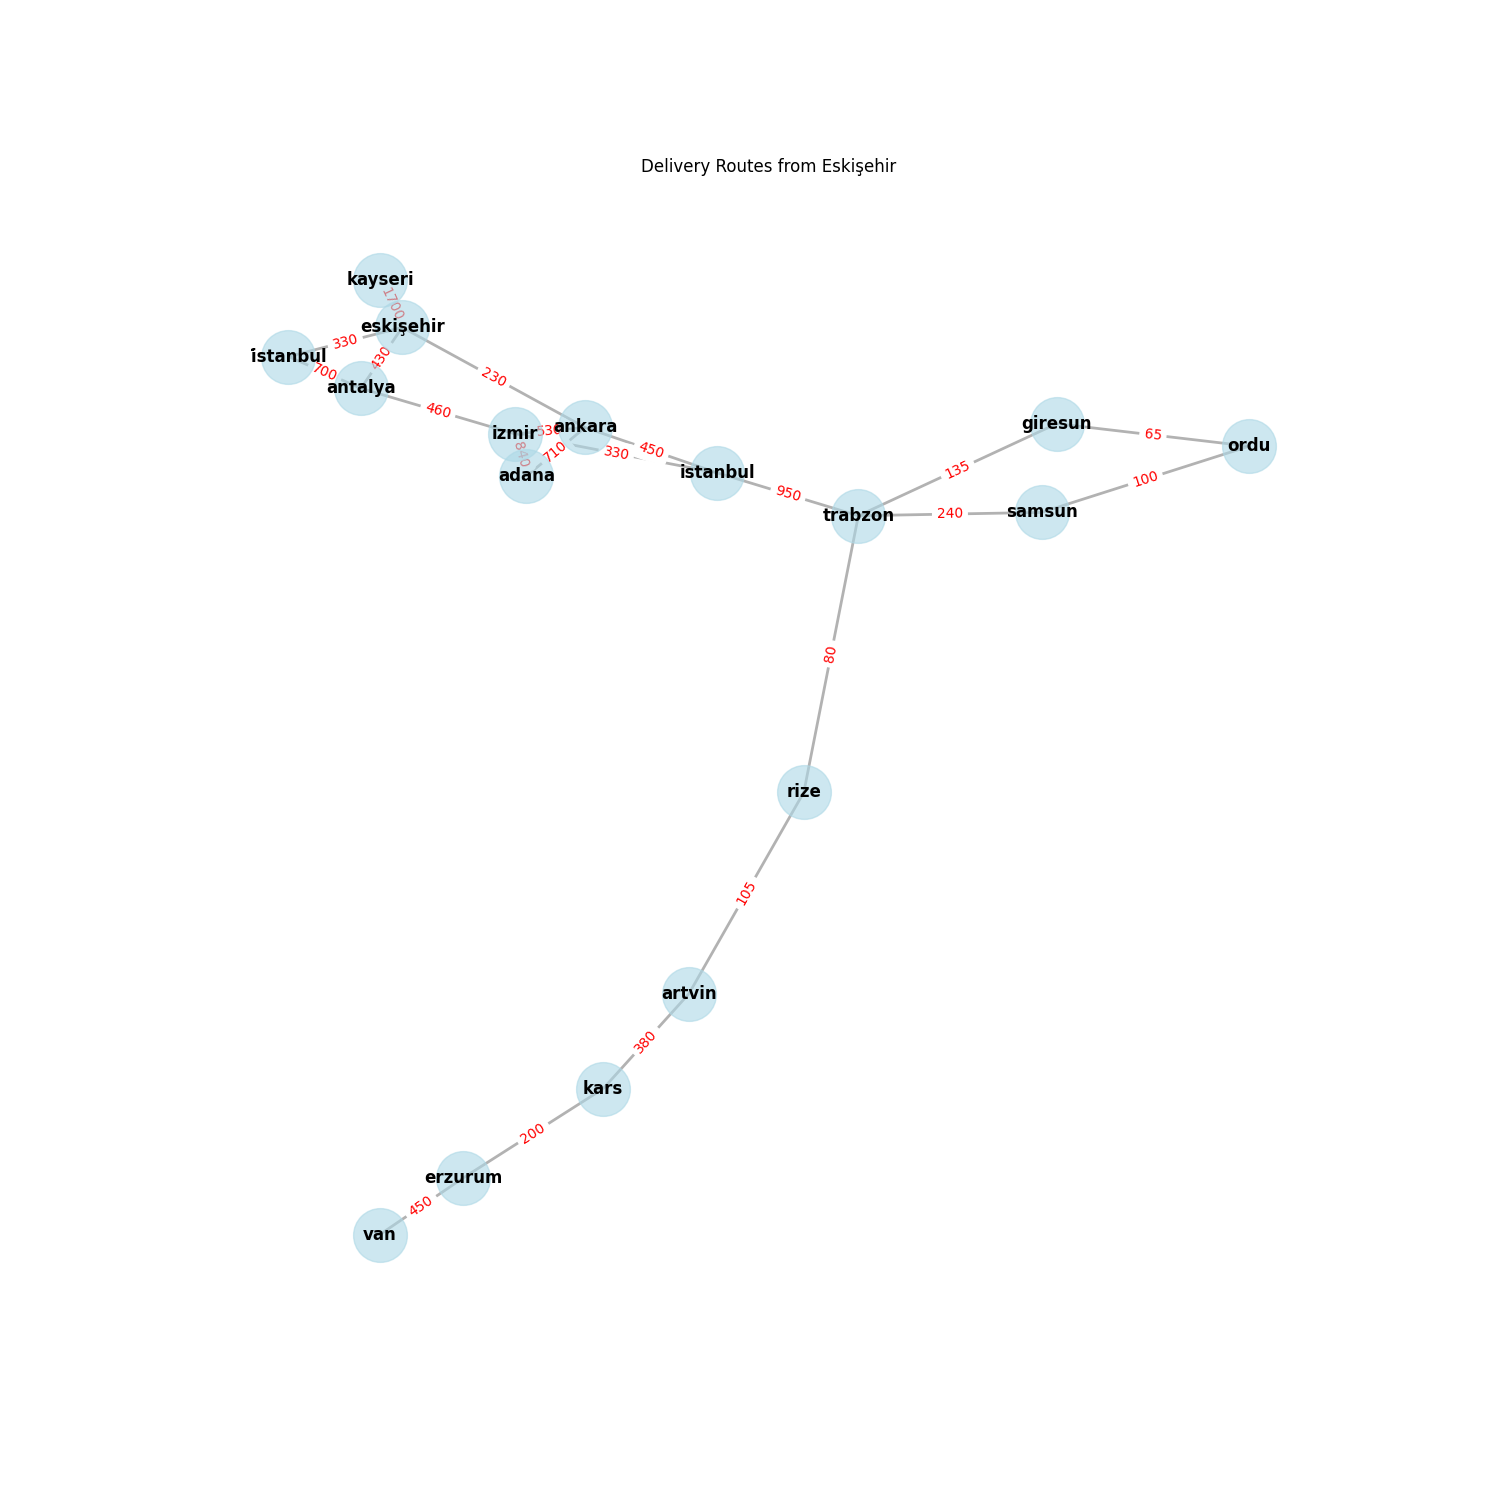 Delivery Routes from Eskişehir
kayseri
1700
eskişehir
330
i̇stanbul
430
700
antalya
230
460
izmir
530
ankara
840
710
adana
330
450
istanbul
950
trabzon
135
giresun
65
ordu
100
240
samsun
80
rize
105
artvin
380
kars
200
erzurum
450
van